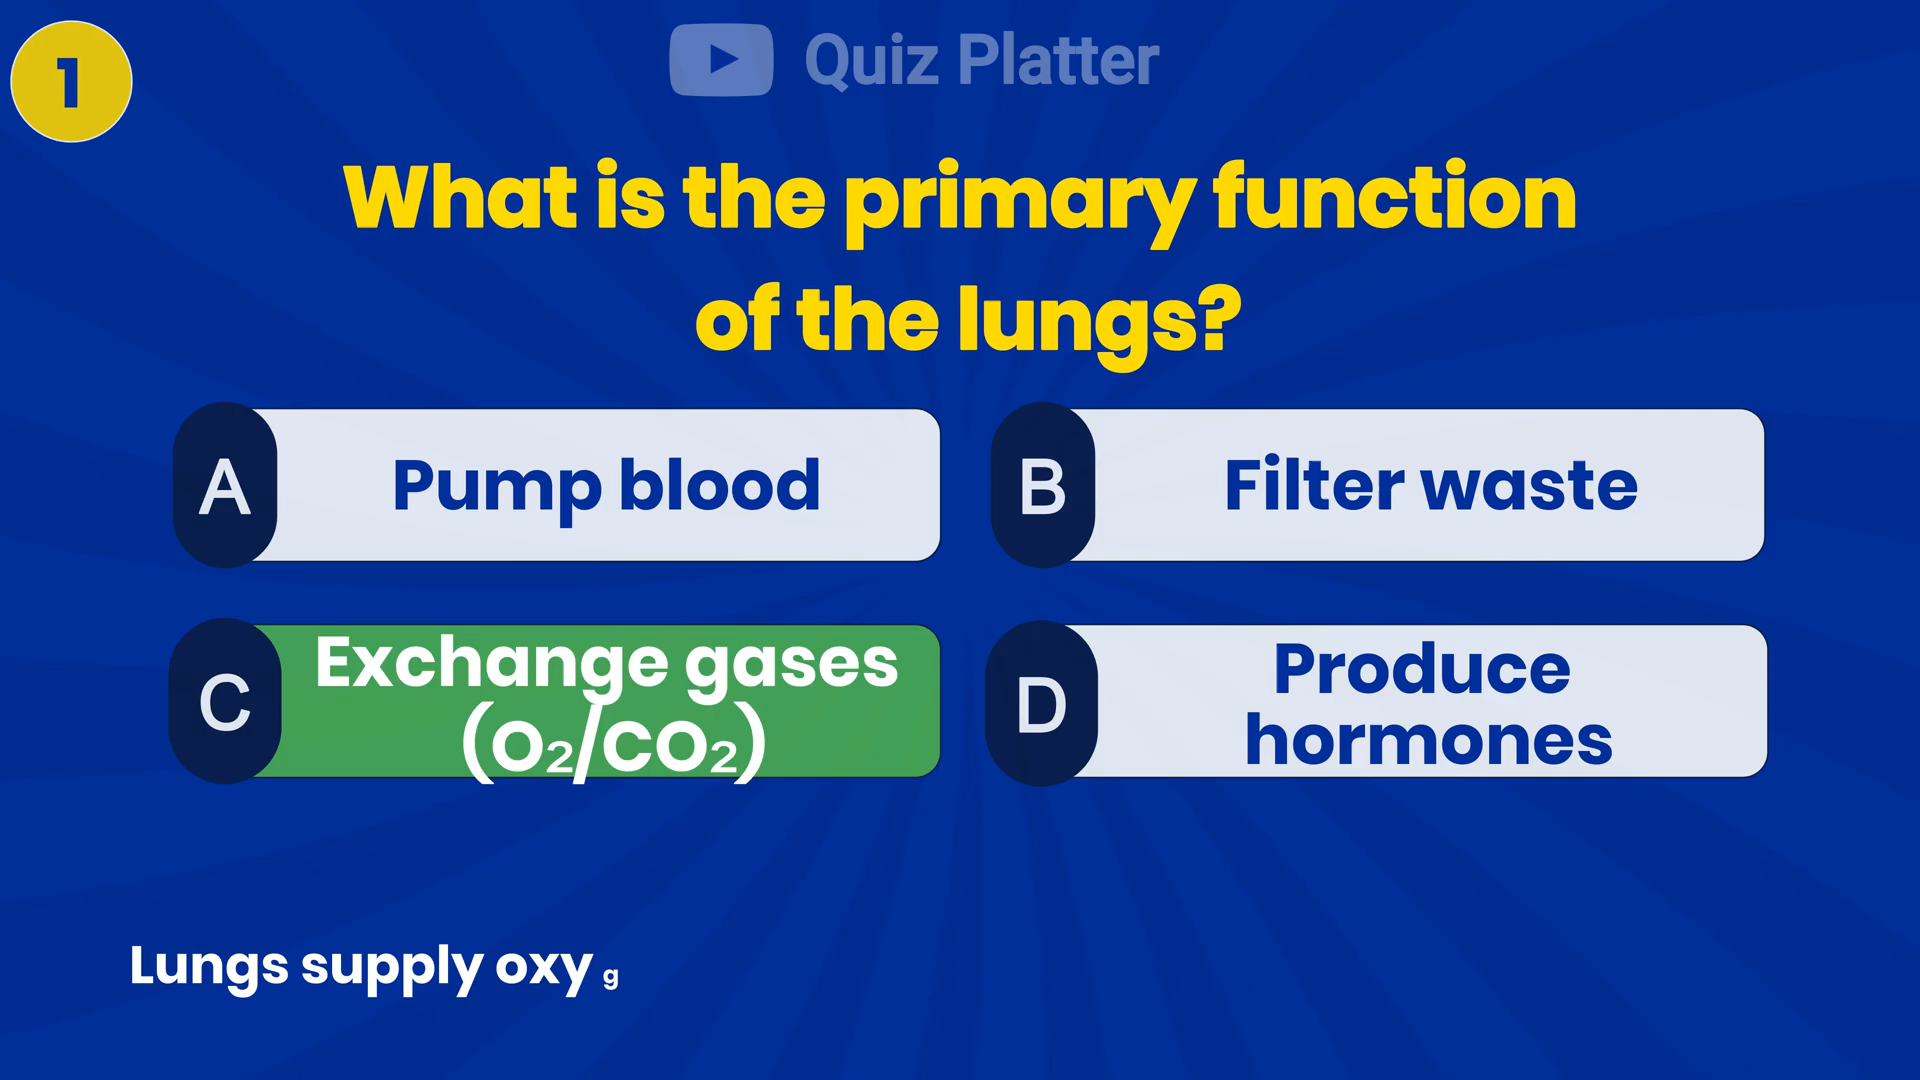 1
Quiz Platter
What is the primary function
of the lungs?
A Pump blood
B Filter waste
C Exchange gases
(O₂/CO₂)
D Produce
hormones
Lungs supply oxyg